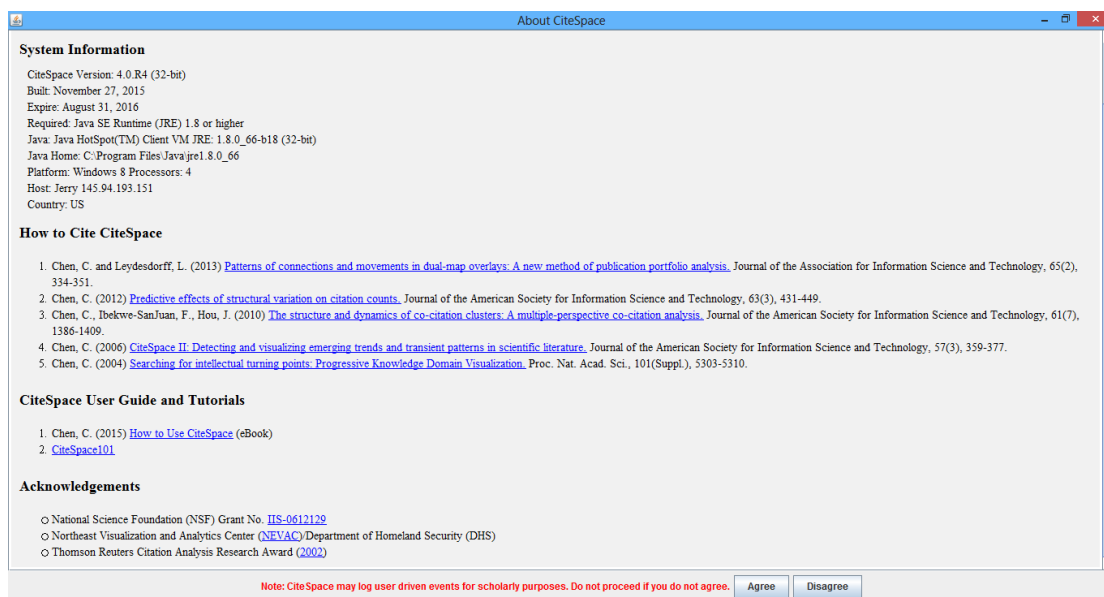 About CiteSpace
System Information
CiteSpace Version: 4.0.R4 (32-bit)
Built: November 27, 2015
Expire: August 31, 2016
Required: Java SE Runtime (JRE) 1.8 or higher
Java: Java HotSpot(TM) Client VM JRE: 1.8.0_66-b18 (32-bit)
Java Home: C:\Program Files\Java\jre1.8.0_66
Platform: Windows 8 Processors: 4
Host: Jerry 145.94.193.151
Country: US
How to Cite CiteSpace
1. Chen, C. and Leydesdorff, L. (2013) Patterns of connections and movements in dual-map overlays: A new method of publication portfolio analysis. Journal of the Association for Information Science and Technology, 65(2),
334-351.
2. Chen, C. (2012) Predictive effects of structural variation on citation counts. Journal of the American Society for Information Science and Technology, 63(3), 431-449.
3. Chen, C., Ibekwe-SanJuan, F., Hou, J. (2010) The structure and dynamics of co-citation clusters: A multiple-perspective co-citation analysis. Journal of the American Society for Information Science and Technology, 61(7),
1386-1409.
4. Chen, C. (2006) CiteSpace II: Detecting and visualizing emerging trends and transient patterns in scientific literature. Journal of the American Society for Information Science and Technology, 57(3), 359-377.
5. Chen, C. (2004) Searching for intellectual turning points: Progressive Knowledge Domain Visualization. Proc. Nat. Acad. Sci., 101(Suppl.), 5303-5310.
CiteSpace User Guide and Tutorials
1. Chen, C. (2015) How to Use CiteSpace (eBook)
2. CiteSpace101
Acknowledgements
National Science Foundation (NSF) Grant No. IIS-0612129
Northeast Visualization and Analytics Center (NEVAC)/Department of Homeland Security (DHS)
Thomson Reuters Citation Analysis Research Award (2002)
Note: CiteSpace may log user driven events for scholarly purposes. Do not proceed if you do not agree. Agree Disagree